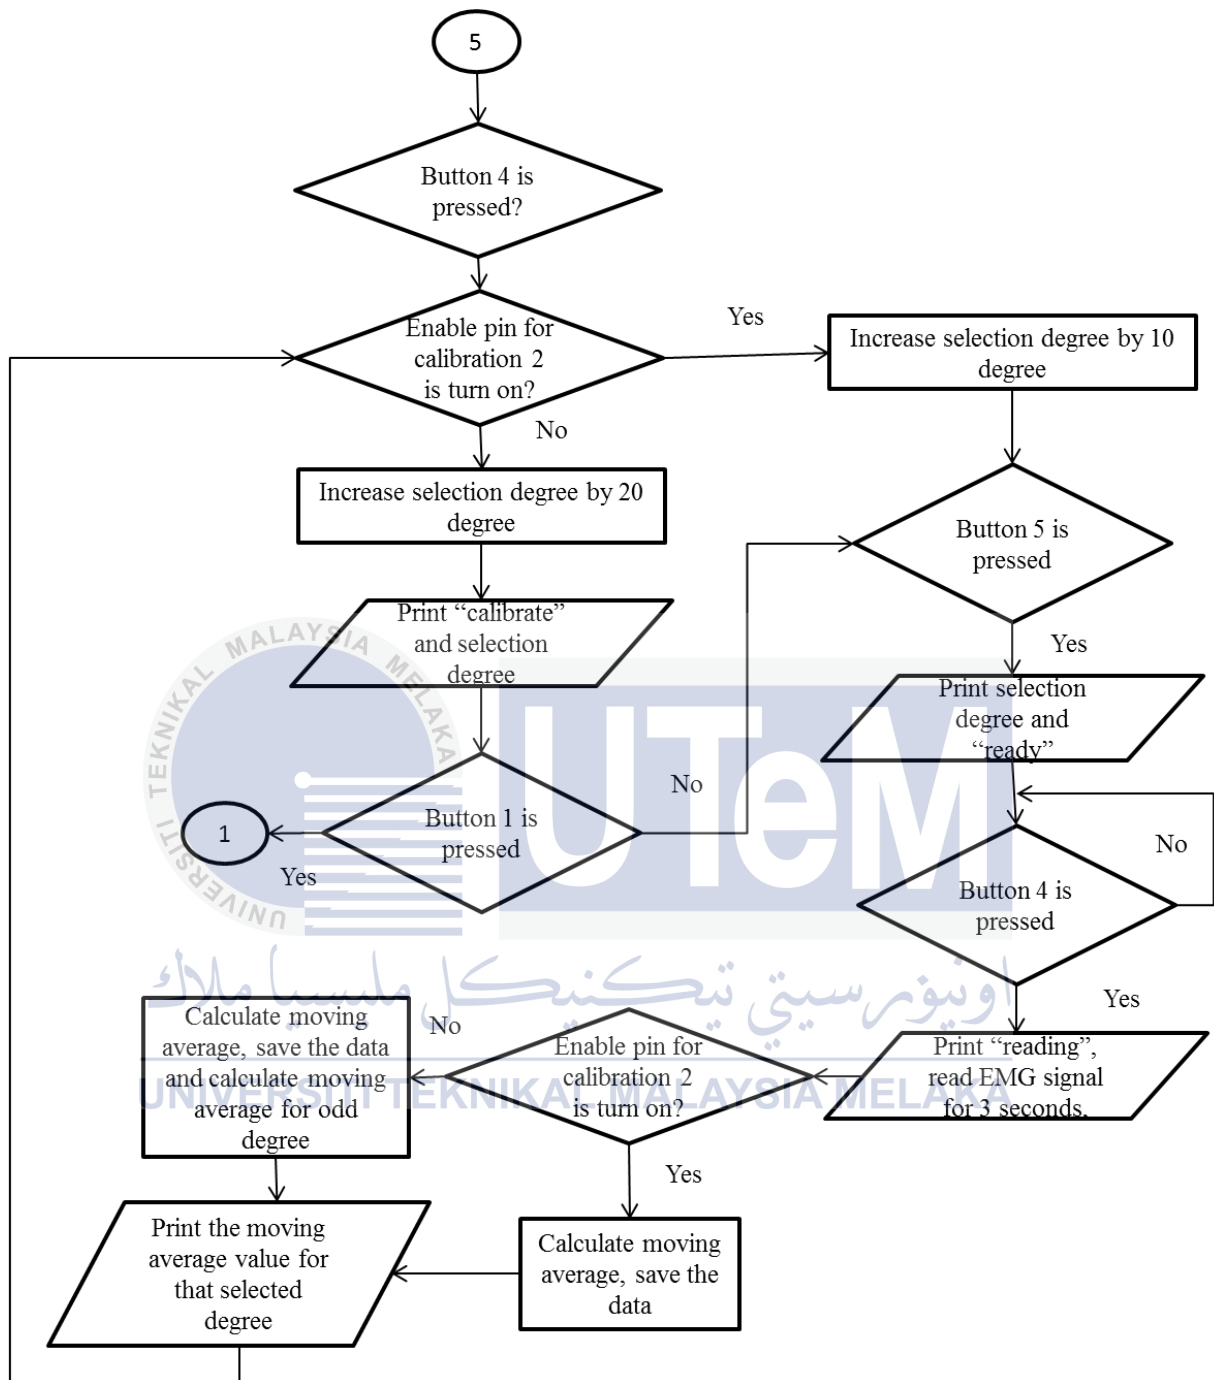 5
Button 4 is
pressed?
Enable pin for
calibration 2
is turn on?
Yes
Increase selection degree by 10
degree
No
Increase selection degree by 20
degree
Button 5 is
pressed
Print “calibrate”
and selection
degree
Yes
Print selection
degree and
“ready”
Button 1 is
pressed
No
Yes
1
Button 4 is
pressed
No
Yes
Print “reading”,
read EMG signal
for 3 seconds.
Enable pin for
calibration 2
is turn on?
No
Calculate moving
average, save the data
and calculate moving
average for odd
degree
Yes
Calculate moving
average, save the
data
Print the moving
average value for
that selected
degree
UNIVERSITI TEKNIKAL MALAYSIA MELAKA
UTeM
اونيۏرسيتي تيكنيكل مليسيا ملاك
UNIVERSITI TEKNIKAL MALAYSIA MELAKA